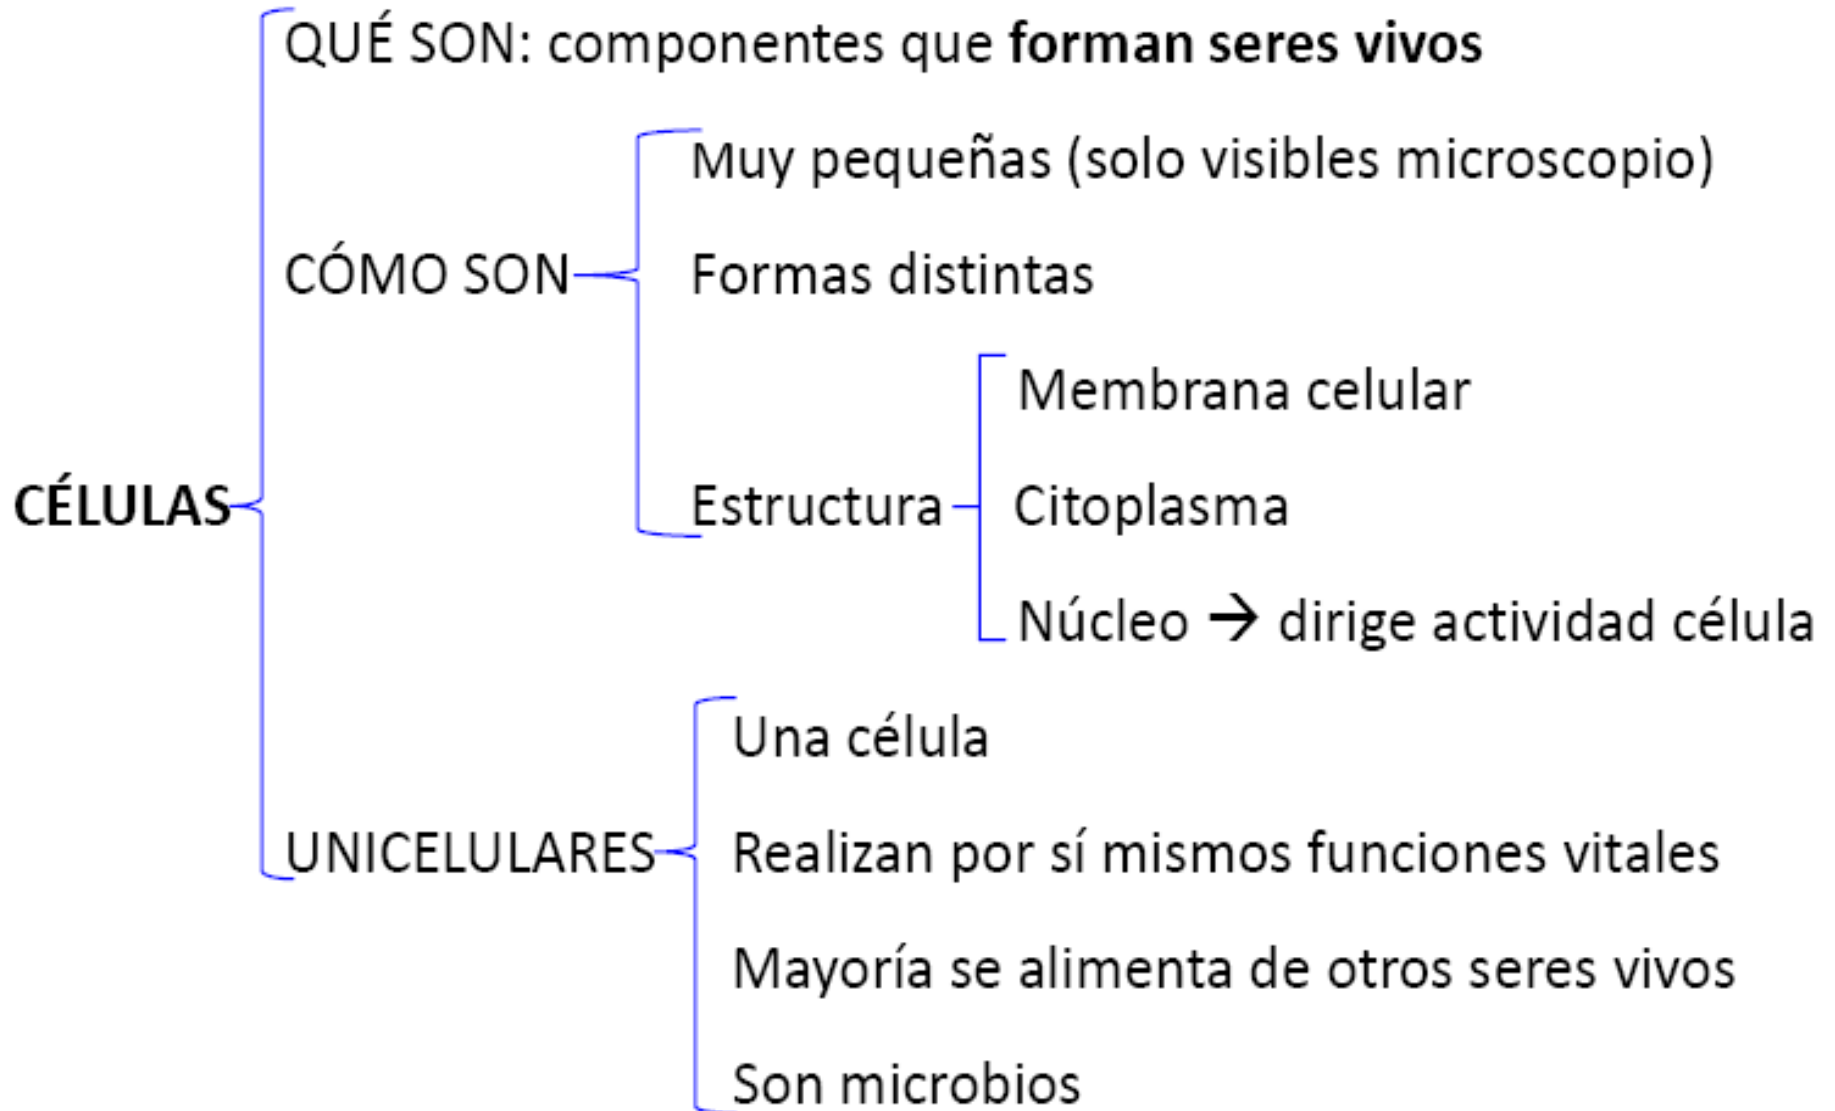 QUÉ SON: componentes que forman seres vivos
Muy pequeñas (solo visibles microscopio)
CÓMO SON
Formas distintas
Membrana celular
CÉLULAS
Estructura
Citoplasma
Núcleo → dirige actividad célula
Una célula
UNICELULARES
Realizan por sí mismos funciones vitales
Mayoría se alimenta de otros seres vivos
Son microbios